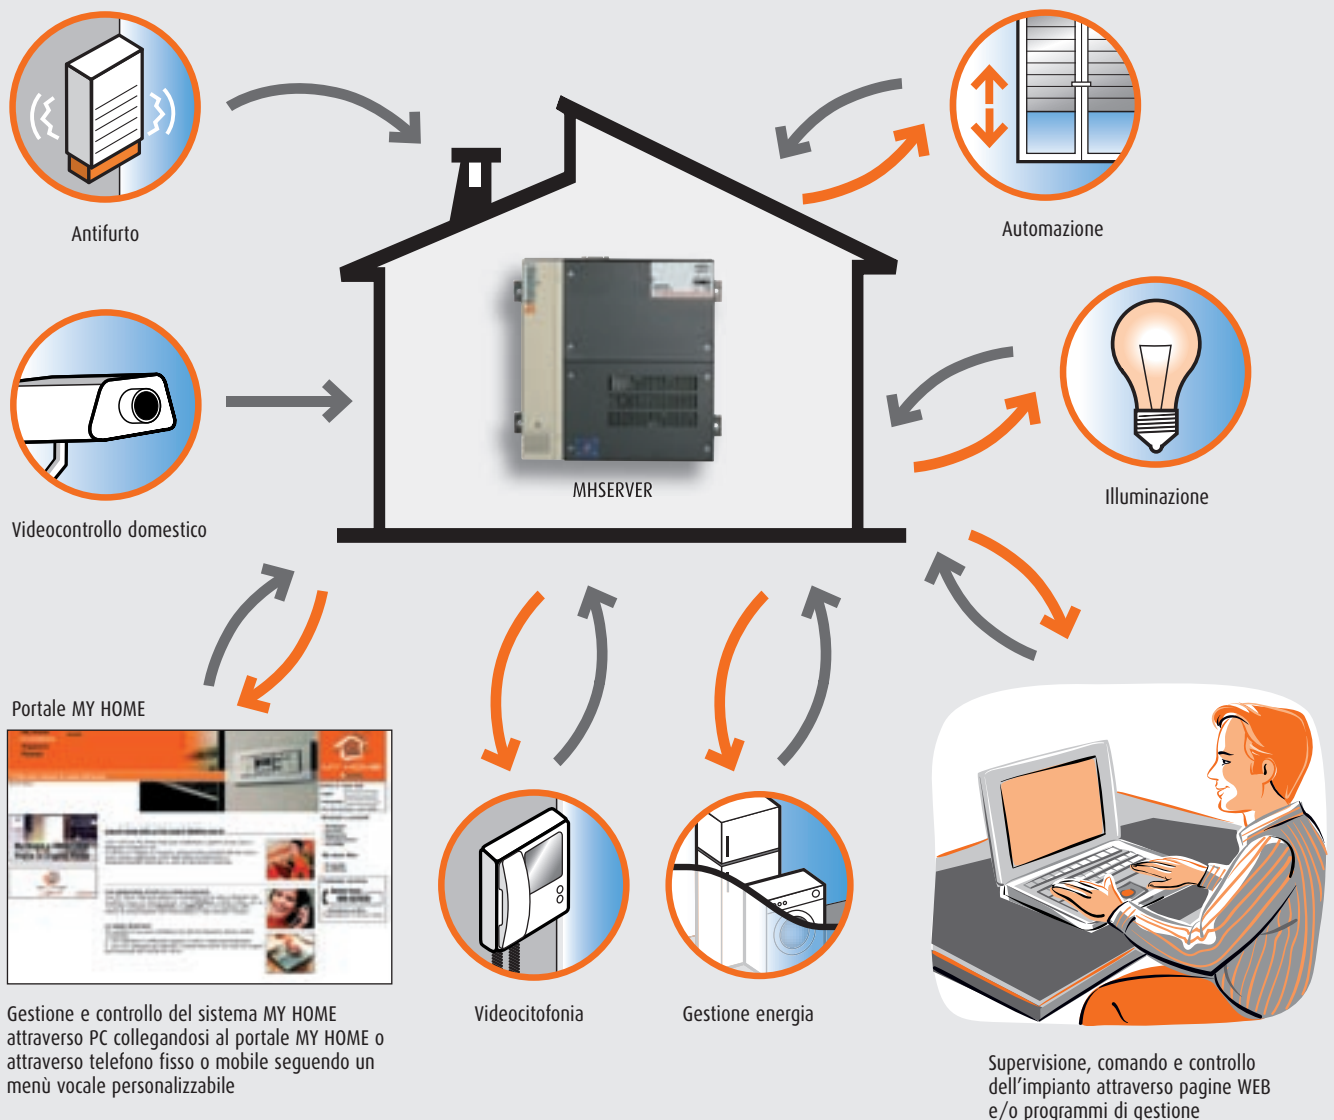 Antifurto
Automazione
MHSERVER
Videocontrollo domestico
Illuminazione
Portale MY HOME
MY HOME
Gestione e controllo del sistema MY HOME
attraverso PC collegandosi al portale MY HOME o
attraverso telefono fisso o mobile seguendo un
menù vocale personalizzabile
Videocitofonia
Gestione energia
Supervisione, comando e controllo
dell'impianto attraverso pagine WEB
e/o programmi di gestione